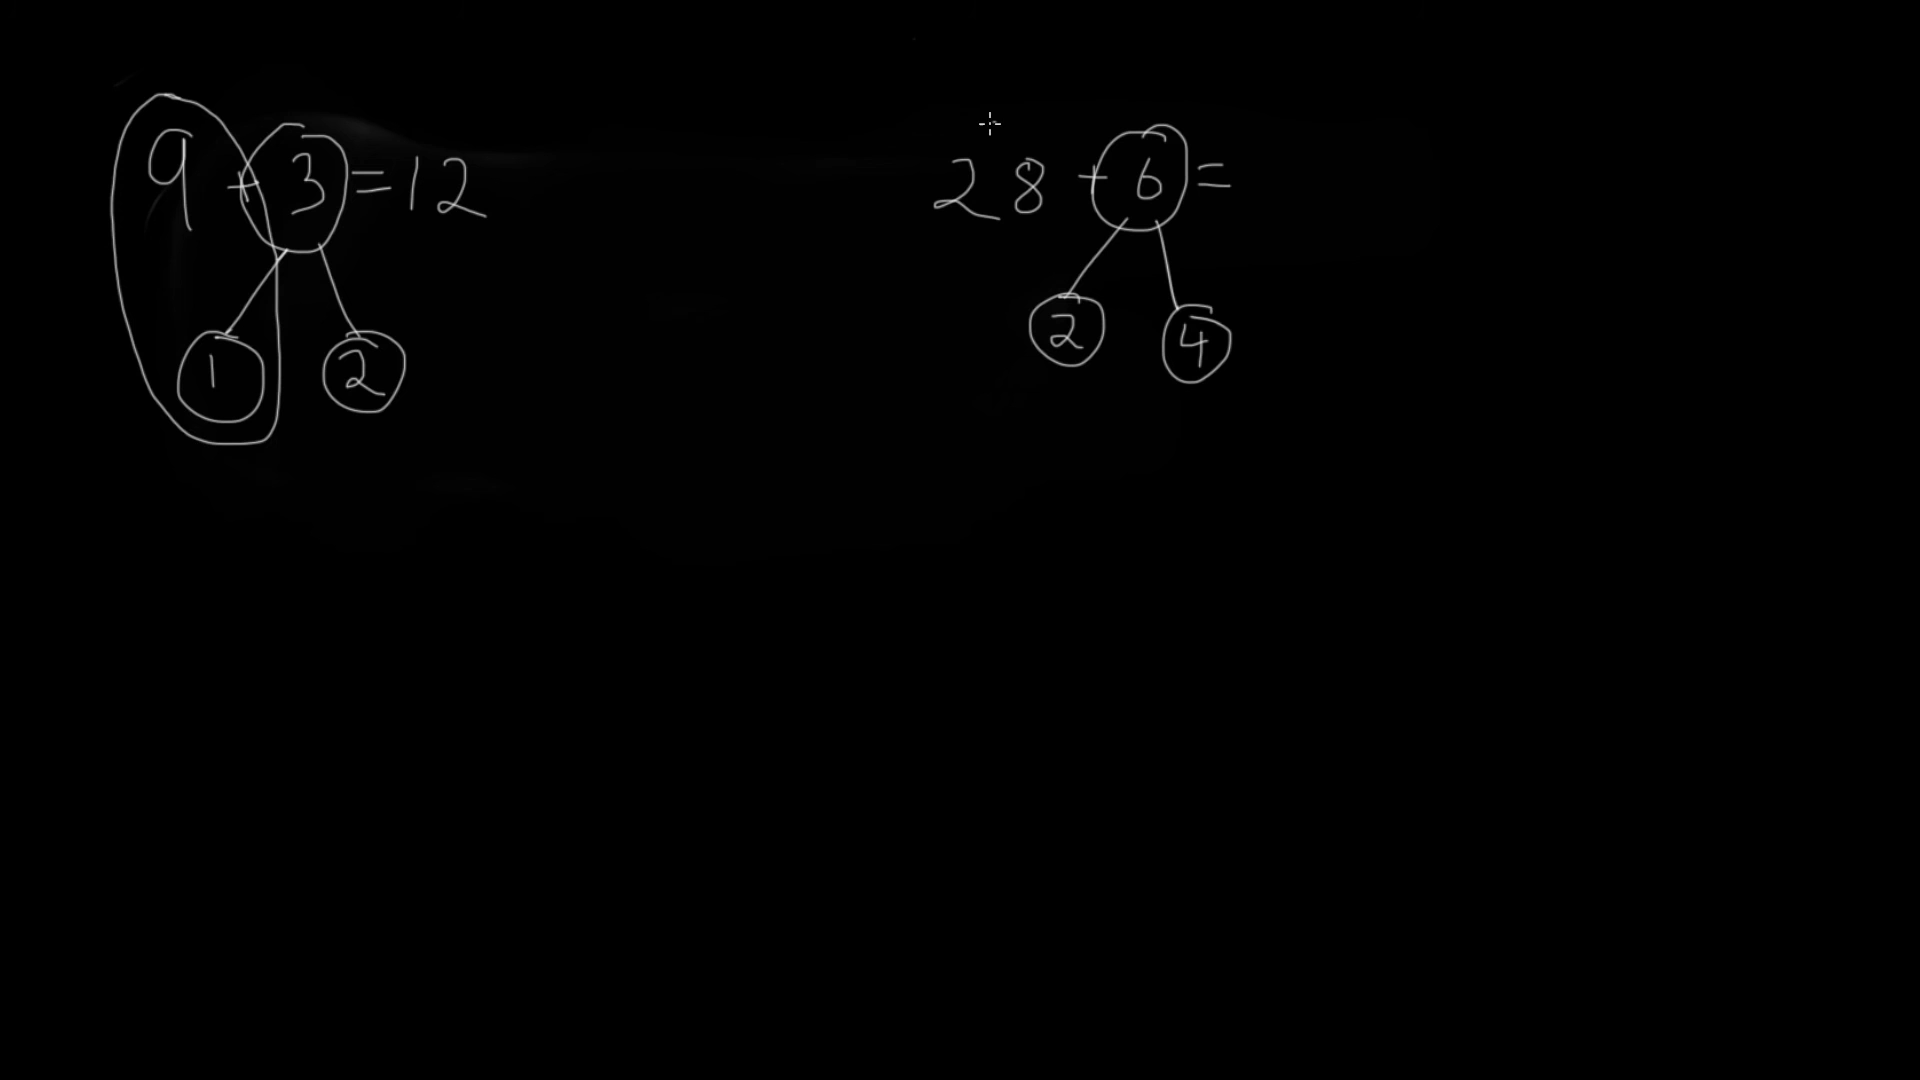 9 + 3 = 12
1 2
28 + 6 =
2 4